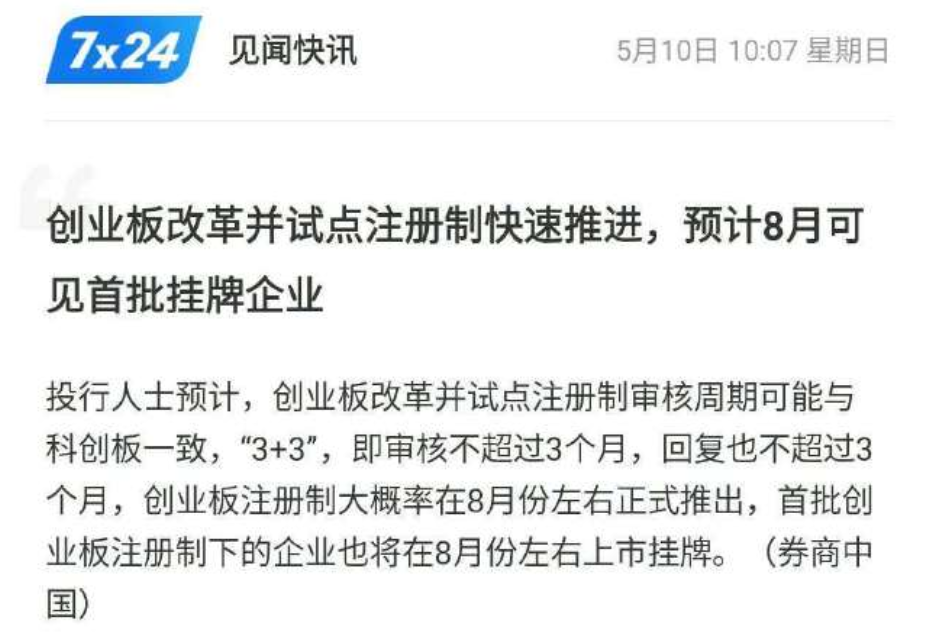 7x24 见闻快讯 5月10日 10:07 星期日
创业板改革并试点注册制快速推进，预计8月可
见首批挂牌企业
投行人士预计，创业板改革并试点注册制审核周期可能与
科创板一致，“3+3”，即审核不超过3个月，回复也不超过3
个月，创业板注册制大概率在8月份左右正式推出，首批创
业板注册制下的企业也将在8月份左右上市挂牌。（券商中
国）